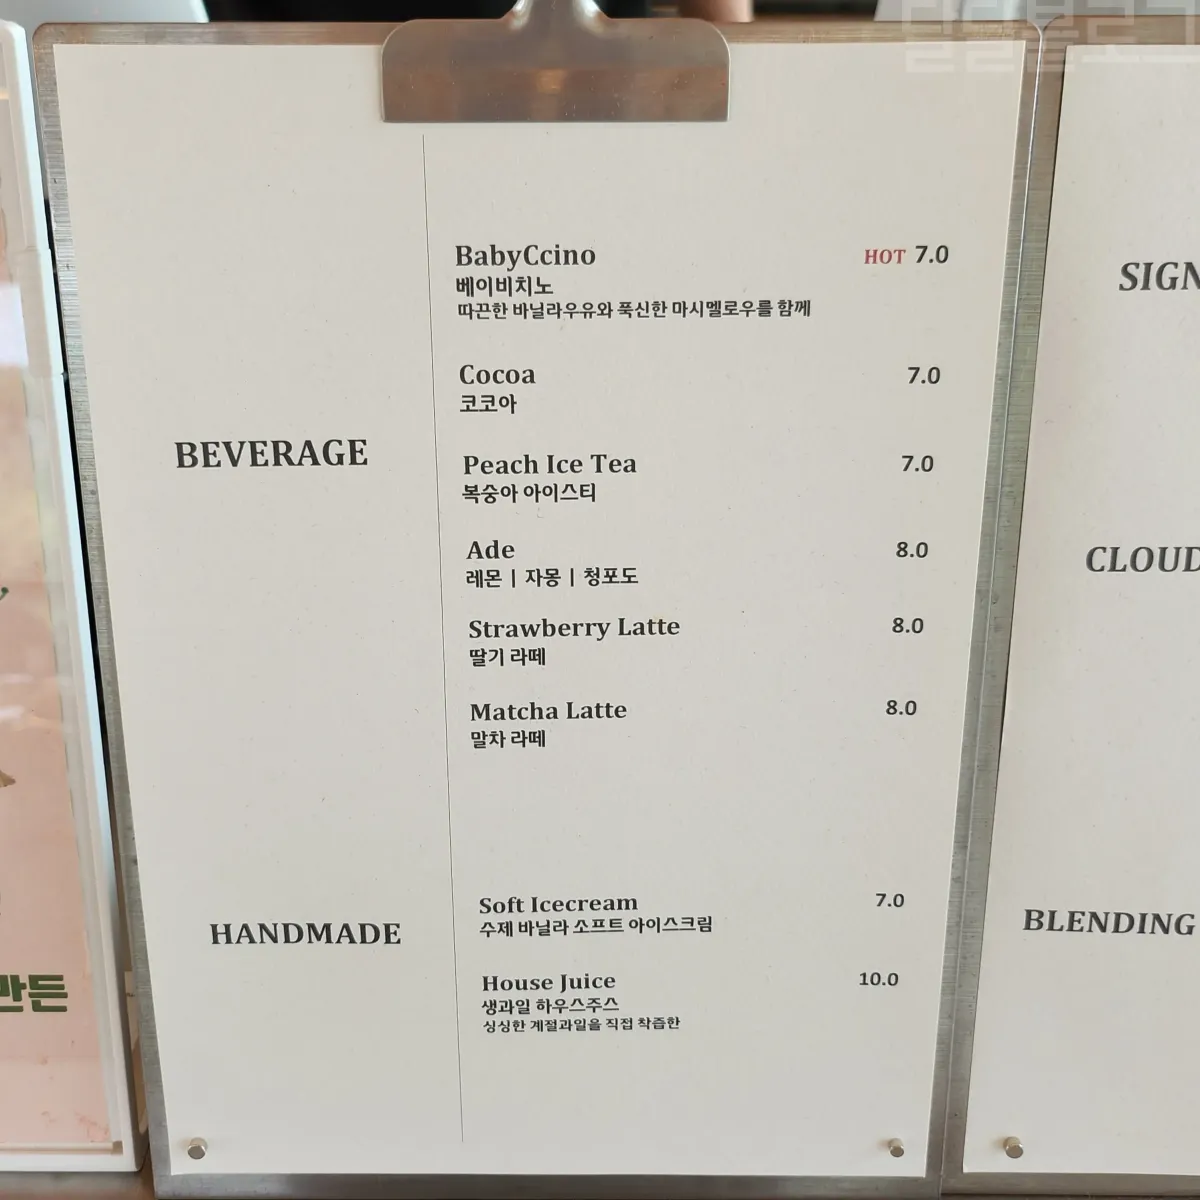 딜딜블로그
BEVERAGE
BabyCcino HOT 7.0
베이비치노
따끈한 바닐라우유와 푹신한 마시멜로우를 함께
Cocoa 7.0
코코아
Peach Ice Tea 7.0
복숭아 아이스티
Ade 8.0
레몬 | 자몽 | 청포도
Strawberry Latte 8.0
딸기 라떼
Matcha Latte 8.0
말차 라떼
HANDMADE
Soft Icecream 7.0
수제 바닐라 소프트 아이스크림
House Juice 10.0
생과일 하우스주스
싱싱한 계절과일을 직접 착즙한
만든
SIGN
CLOUD
BLENDING